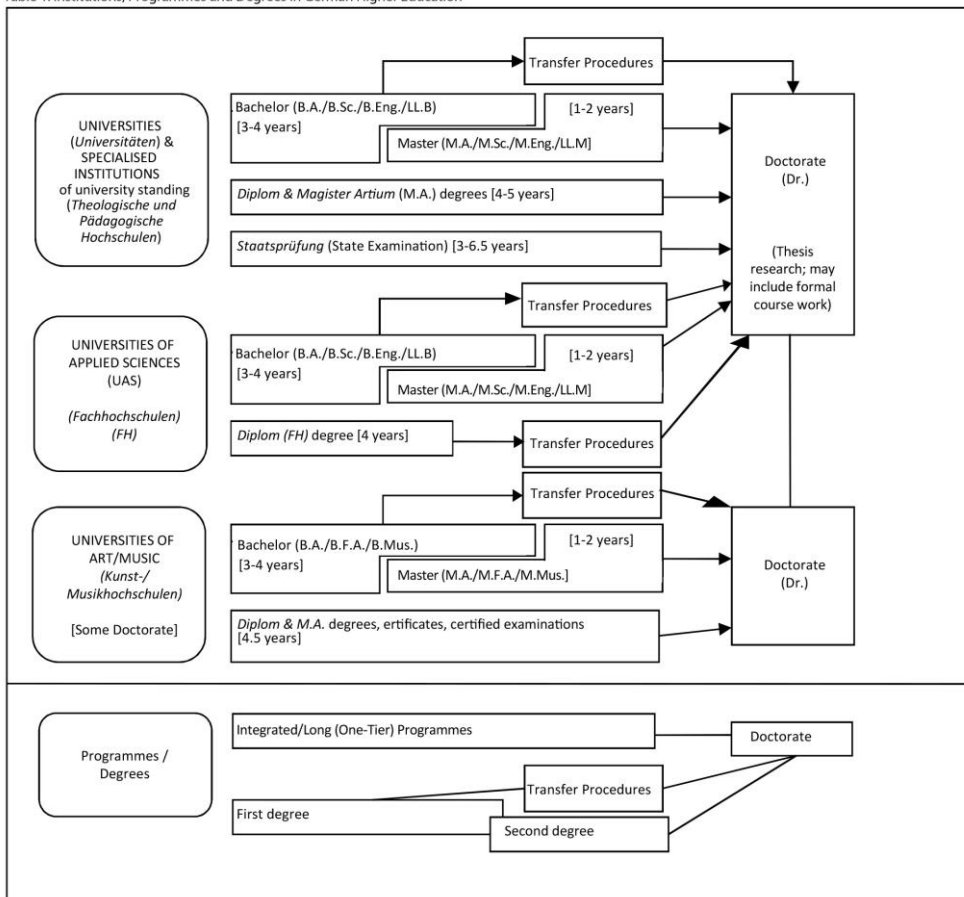 Table 1: Institutions, Programmes and Degrees in German Higher Education
Transfer Procedures
UNIVERSITIES
(Universitäten) &
SPECIALISED
INSTITUTIONS
of university standing
(Theologische und
Pädagogische
Hochschulen)
Bachelor (B.A./B.Sc./B.Eng./LL.B)
[3-4 years]
[1-2 years]
Master (M.A./M.Sc./M.Eng./LL.M]
Diplom & Magister Artium (M.A.) degrees [4-5 years]
Staatsprüfung (State Examination) [3-6.5 years]
Doctorate
(Dr.)
(Thesis
research; may
include formal
course work)
Transfer Procedures
UNIVERSITIES OF
APPLIED SCIENCES
(UAS)
(Fachhochschulen)
(FH)
Bachelor (B.A./B.Sc./B.Eng./LL.B)
[3-4 years]
[1-2 years]
Master (M.A./M.Sc./M.Eng./LL.M]
Diplom (FH) degree [4 years]
Transfer Procedures
Transfer Procedures
UNIVERSITIES OF
ART/MUSIC
(Kunst-/
Musikhochschulen)
[Some Doctorate]
Bachelor (B.A./B.F.A./B.Mus.)
[3-4 years]
[1-2 years]
Master (M.A./M.F.A./M.Mus.]
Diplom & M.A. degrees, ertificates, certified examinations
[4.5 years]
Doctorate
(Dr.)
Programmes /
Degrees
Integrated/Long (One-Tier) Programmes
Doctorate
Transfer Procedures
First degree
Second degree